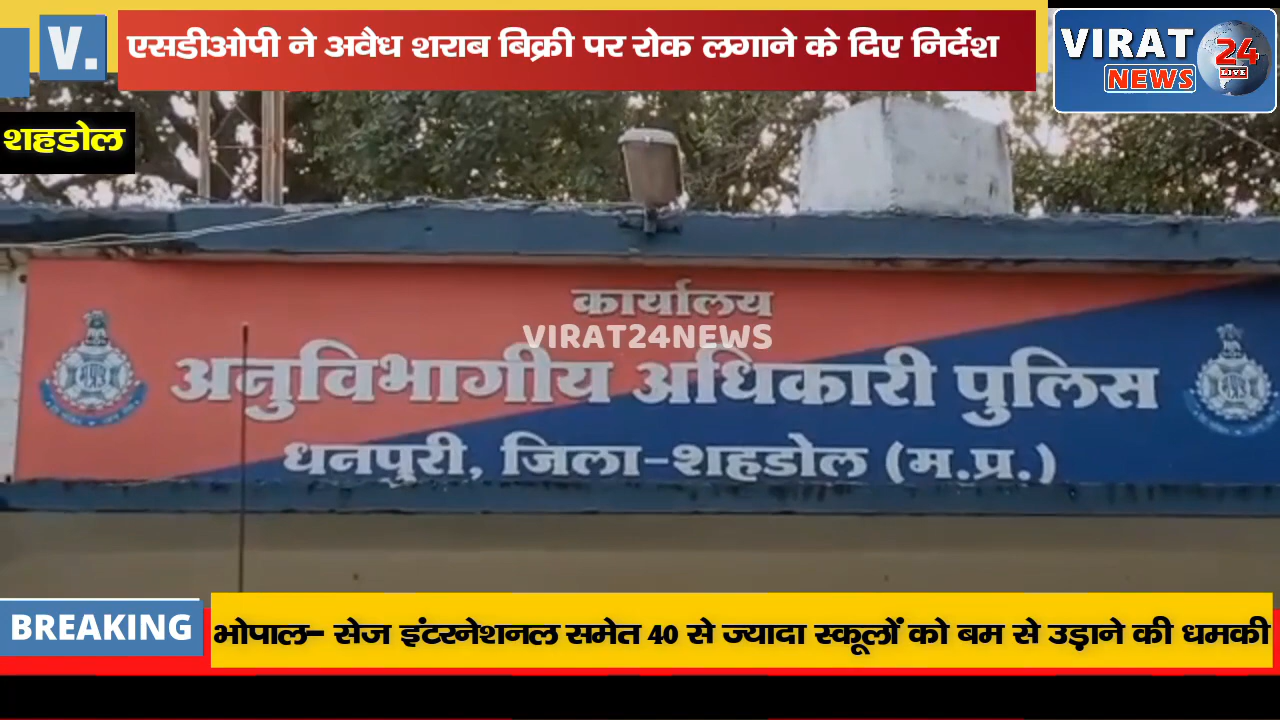 V.
एसडीओपी ने अवैध शराब बिक्री पर रोक लगाने के दिए निर्देश
VIRAT
24
NEWS
LIVE
शहडोल
कार्यालय
VIRAT24NEWS
अनुविभागीय अधिकारी पुलिस
धनपुरी, जिला-शहडोल (म.प्र.)
BREAKING
भोपाल- सेज इंटरनेशनल समेत 40 से ज्यादा स्कूलों को बम से उड़ाने की धमकी